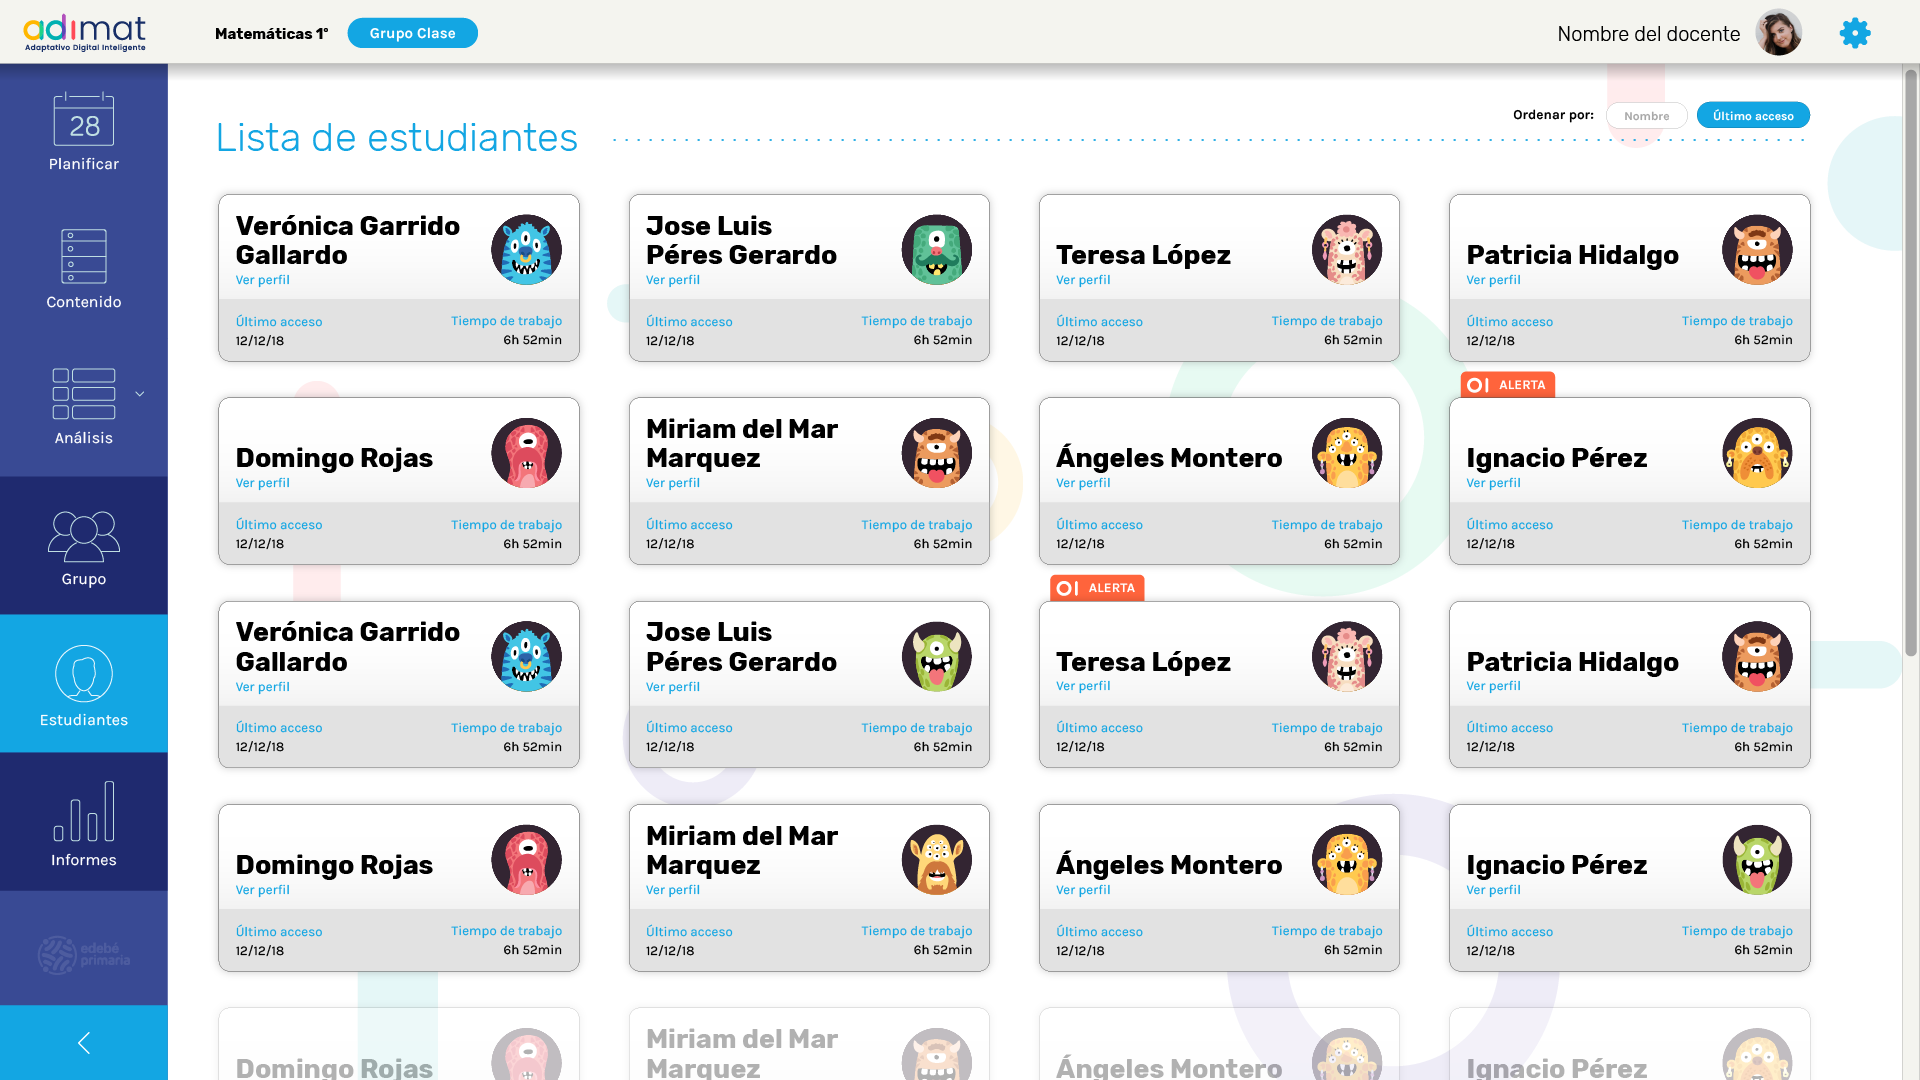 adimat
Adaptativo Digital Inteligente
Matemáticas 1º
Grupo Clase
Nombre del docente
28
Planificar
Contenido
Análisis
Grupo
Estudiantes
Informes
edebé
primaria
Lista de estudiantes
Ordenar por:
Nombre
Último acceso
Verónica Garrido
Gallardo
Ver perfil
Último acceso
Tiempo de trabajo
12/12/18
6h 52min
Jose Luis
Péres Gerardo
Ver perfil
Último acceso
Tiempo de trabajo
12/12/18
6h 52min
Teresa López
Ver perfil
Último acceso
Tiempo de trabajo
12/12/18
6h 52min
Patricia Hidalgo
Ver perfil
Último acceso
Tiempo de trabajo
12/12/18
6h 52min
Domingo Rojas
Ver perfil
Último acceso
Tiempo de trabajo
12/12/18
6h 52min
Miriam del Mar
Marquez
Ver perfil
Último acceso
Tiempo de trabajo
12/12/18
6h 52min
Ángeles Montero
Ver perfil
Último acceso
Tiempo de trabajo
12/12/18
6h 52min
ALERTA
Ignacio Pérez
Ver perfil
Último acceso
Tiempo de trabajo
12/12/18
6h 52min
Verónica Garrido
Gallardo
Ver perfil
Último acceso
Tiempo de trabajo
12/12/18
6h 52min
Jose Luis
Péres Gerardo
Ver perfil
Último acceso
Tiempo de trabajo
12/12/18
6h 52min
ALERTA
Teresa López
Ver perfil
Último acceso
Tiempo de trabajo
12/12/18
6h 52min
Patricia Hidalgo
Ver perfil
Último acceso
Tiempo de trabajo
12/12/18
6h 52min
Domingo Rojas
Ver perfil
Último acceso
Tiempo de trabajo
12/12/18
6h 52min
Miriam del Mar
Marquez
Ver perfil
Último acceso
Tiempo de trabajo
12/12/18
6h 52min
Ángeles Montero
Ver perfil
Último acceso
Tiempo de trabajo
12/12/18
6h 52min
Ignacio Pérez
Ver perfil
Último acceso
Tiempo de trabajo
12/12/18
6h 52min
Domingo Rojas
Miriam del Mar
Marquez
Ángeles Montero
Ignacio Pérez